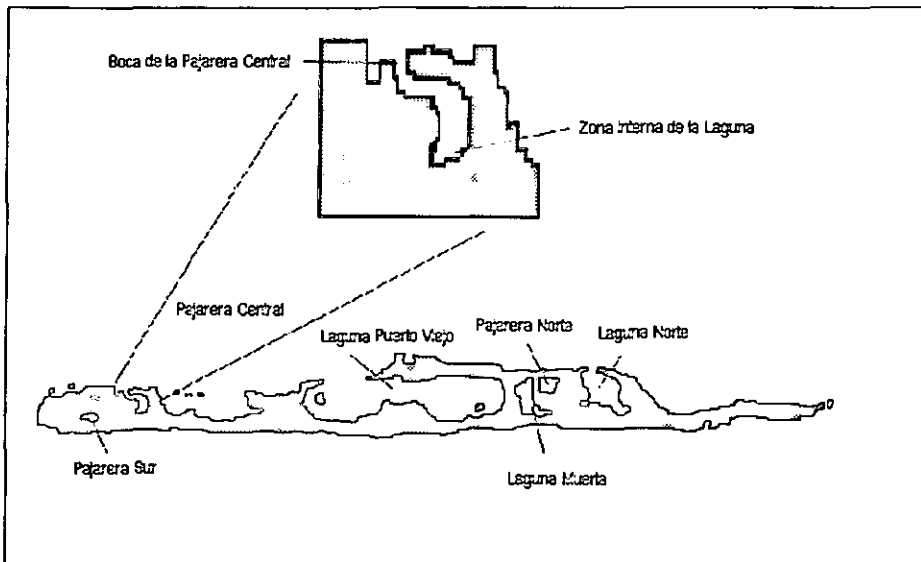 Boca de la Pajarera Central
Zona Interna de la Laguna
Pajarera Central
Laguna Puerto Viejo
Pajarera Norte
Laguna Norte
Pajarera Sur
Laguna Muerta